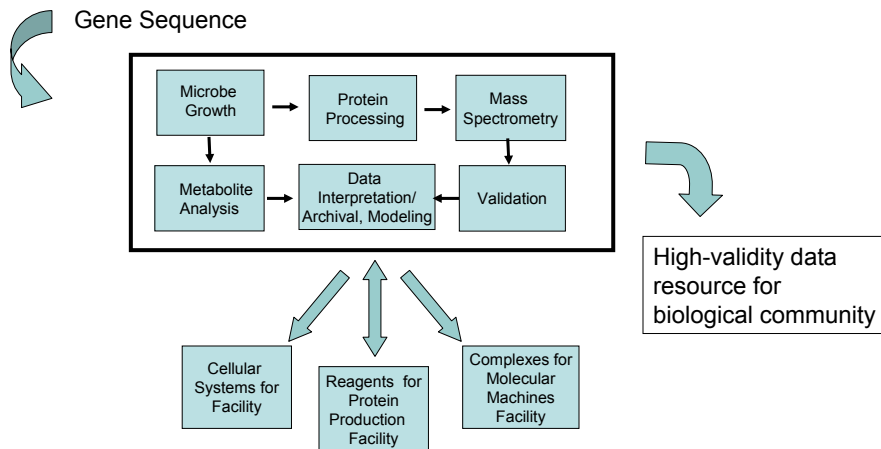 Gene Sequence
Microbe
Growth
Protein
Processing
Mass
Spectrometry
Metabolite
Analysis
Data
Interpretation/
Archival, Modeling
Validation
High-validity data
resource for
biological community
Cellular
Systems for
Facility
Reagents for
Protein
Production
Facility
Complexes for
Molecular
Machines
Facility